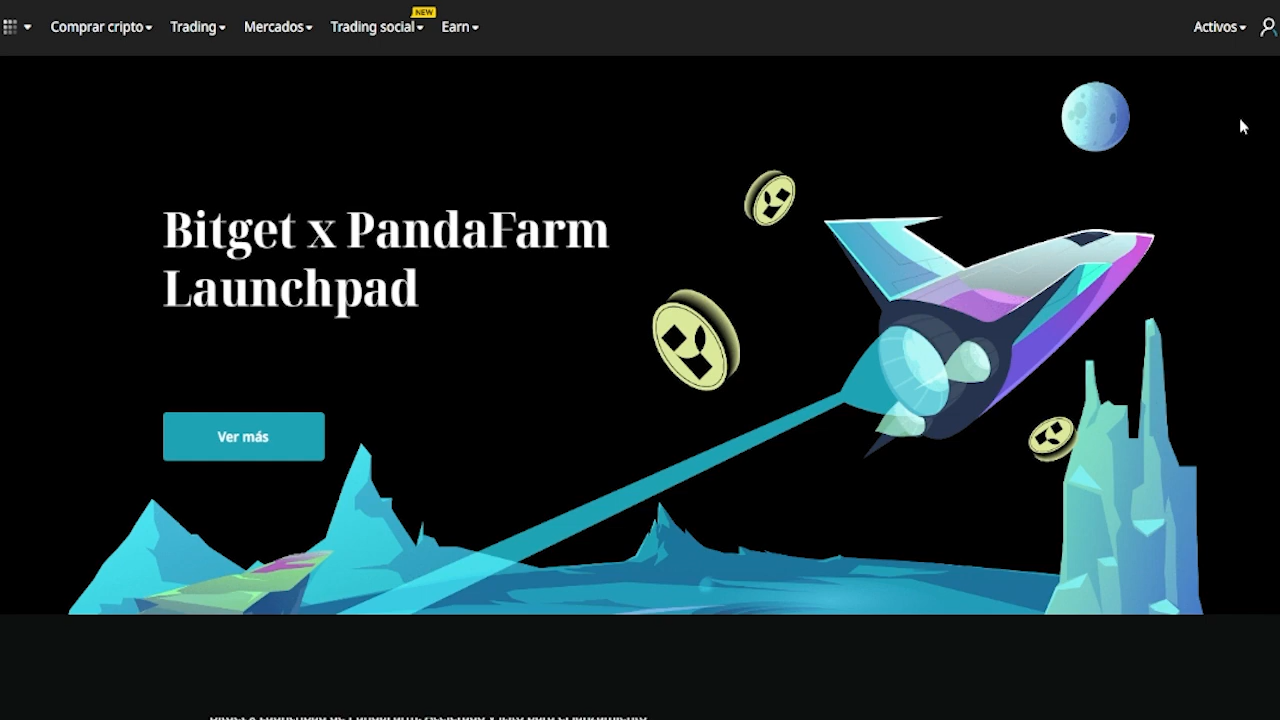 Comprar cripto Trading Mercados Trading social NEW Earn Activos
Bitget x PandaFarm
Launchpad
Ver más